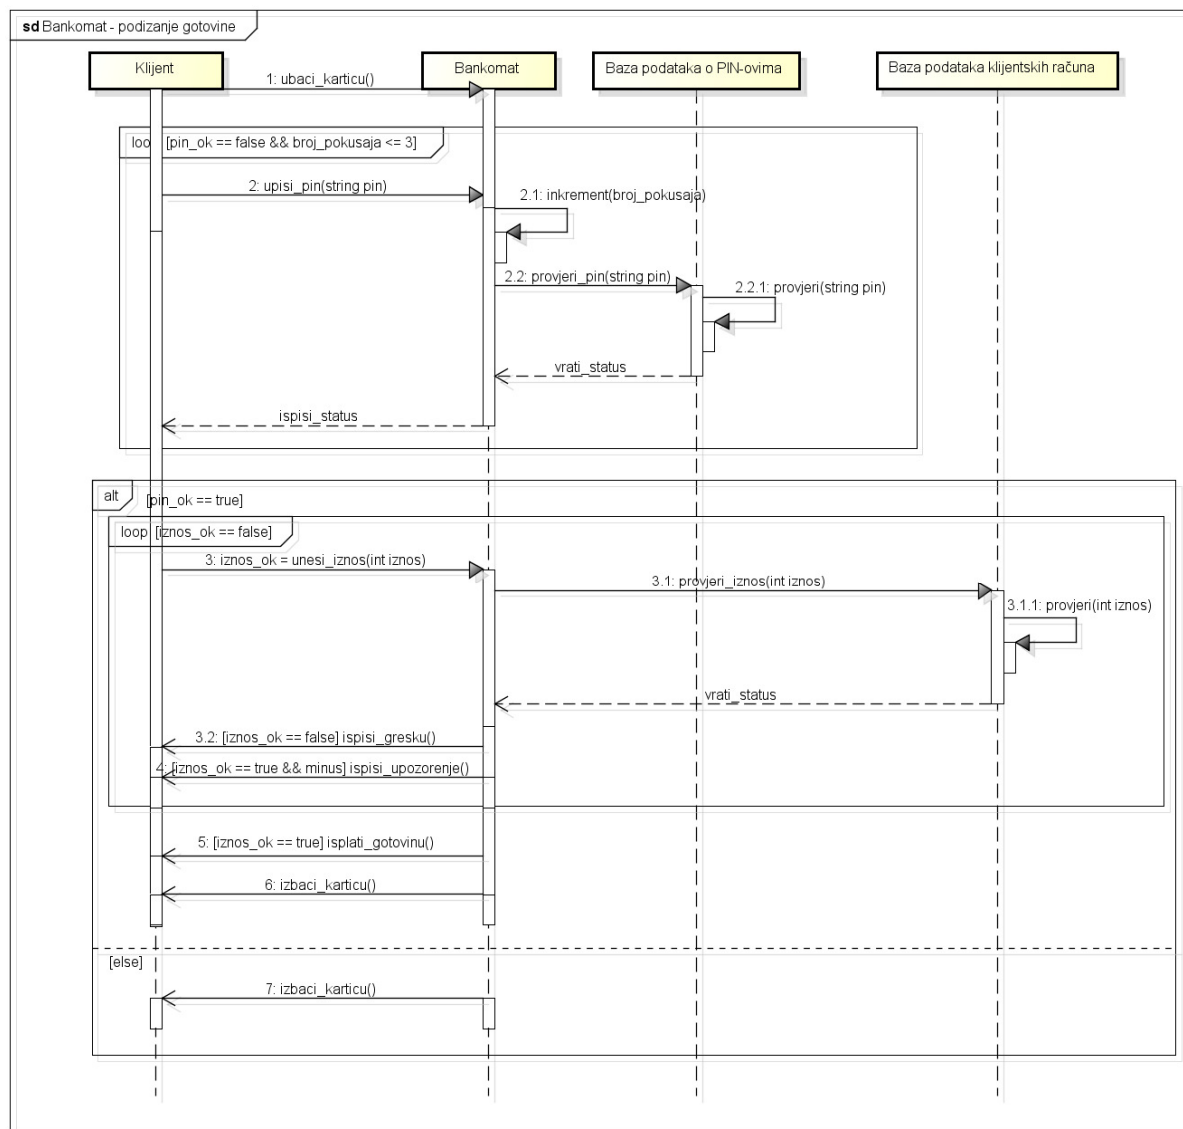 sd Bankomat - podizanje gotovine
Klijent
Bankomat
Baza podataka o PIN-ovima
Baza podataka klijentskih računa
1: ubaci_karticu()
loop [pin_ok == false && broj_pokusaja <= 3]
2: upisi_pin(string pin)
2.1: inkrement(broj_pokusaja)
2.2: provjeri_pin(string pin)
2.2.1: provjeri(string pin)
vrati_status
ispisi_status
alt [pin_ok == true]
loop [iznos_ok == false]
3: iznos_ok = unesi_iznos(int iznos)
3.1: provjeri_iznos(int iznos)
3.1.1: provjeri(int iznos)
vrati_status
3.2: [iznos_ok == false] ispisi_gresku()
4: [iznos_ok == true && minus] ispisi_upozorenje()
5: [iznos_ok == true] isplati_gotovinu()
6: izbaci_karticu()
[else]
7: izbaci_karticu()